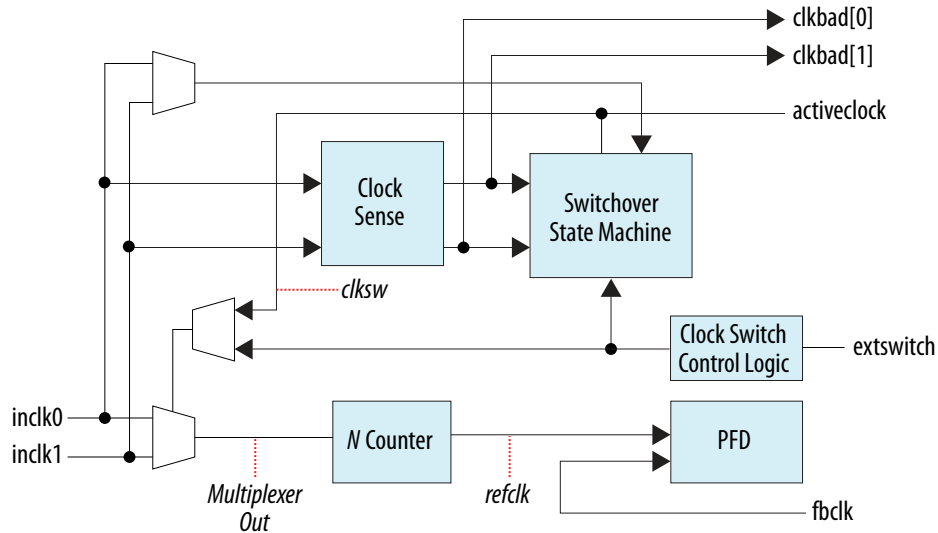 clkbad[0]
clkbad[1]
activeclock
Clock
Sense
Switchover
State Machine
clksw
Clock Switch
Control Logic
extswitch
inclk0
inclk1
N Counter
PFD
Multiplexer
Out
refclk
fbclk